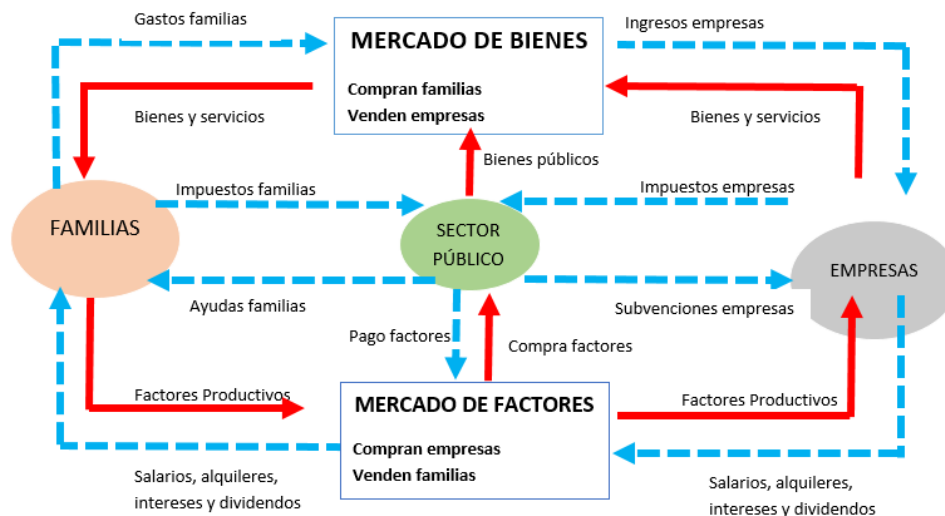 Gastos familias
MERCADO DE BIENES
Ingresos empresas
Compran familias
Venden empresas
Bienes y servicios
Bienes y servicios
Bienes públicos
Impuestos familias
Impuestos empresas
FAMILIAS
SECTOR
PÚBLICO
EMPRESAS
Ayudas familias
Subvenciones empresas
Pago factores
Compra factores
Factores Productivos
MERCADO DE FACTORES
Factores Productivos
Compran empresas
Venden familias
Salarios, alquileres,
intereses y dividendos
Salarios, alquileres,
intereses y dividendos